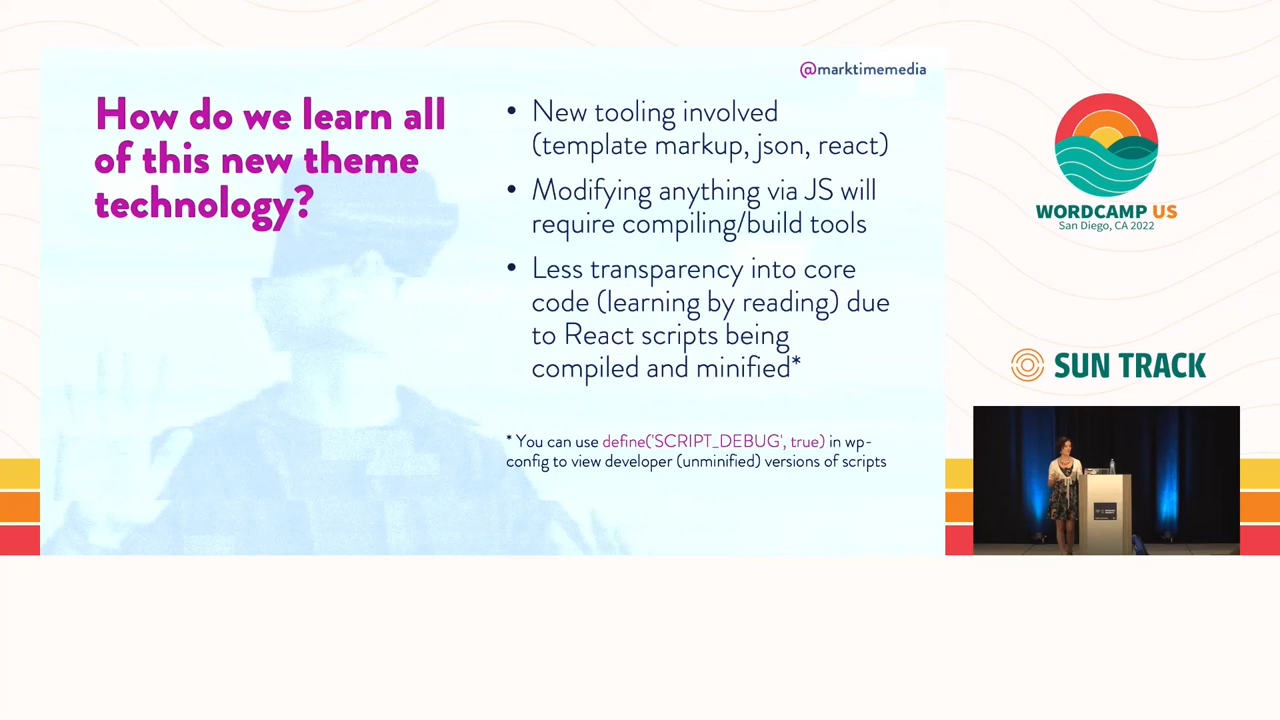 @marktimemedia
How do we learn all
of this new theme
technology?
• New tooling involved
(template markup, json, react)
• Modifying anything via JS will
require compiling/build tools
• Less transparency into core
code (learning by reading) due
to React scripts being
compiled and minified*
* You can use define('SCRIPT_DEBUG', true) in wp-
config to view developer (unminified) versions of scripts
WORDCAMP US
San Diego, CA 2022
SUN TRACK